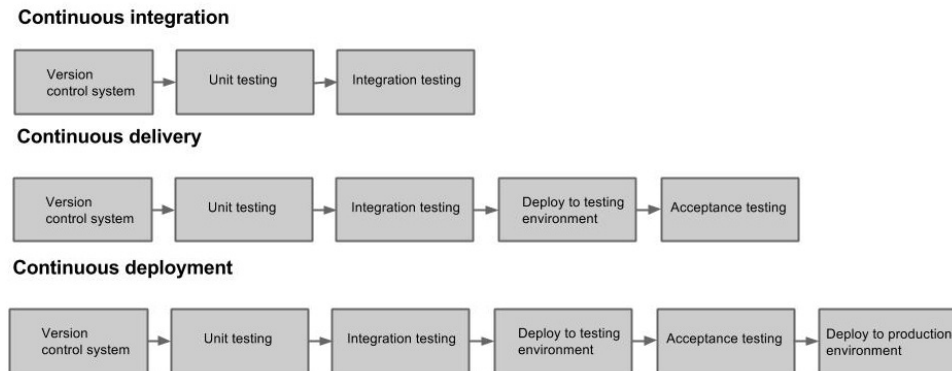 Continuous integration
Version
control system
Unit testing
Integration testing
Continuous delivery
Version
control system
Unit testing
Integration testing
Deploy to testing
environment
Acceptance testing
Continuous deployment
Version
control system
Unit testing
Integration testing
Deploy to testing
environment
Acceptance testing
Deploy to production
environment